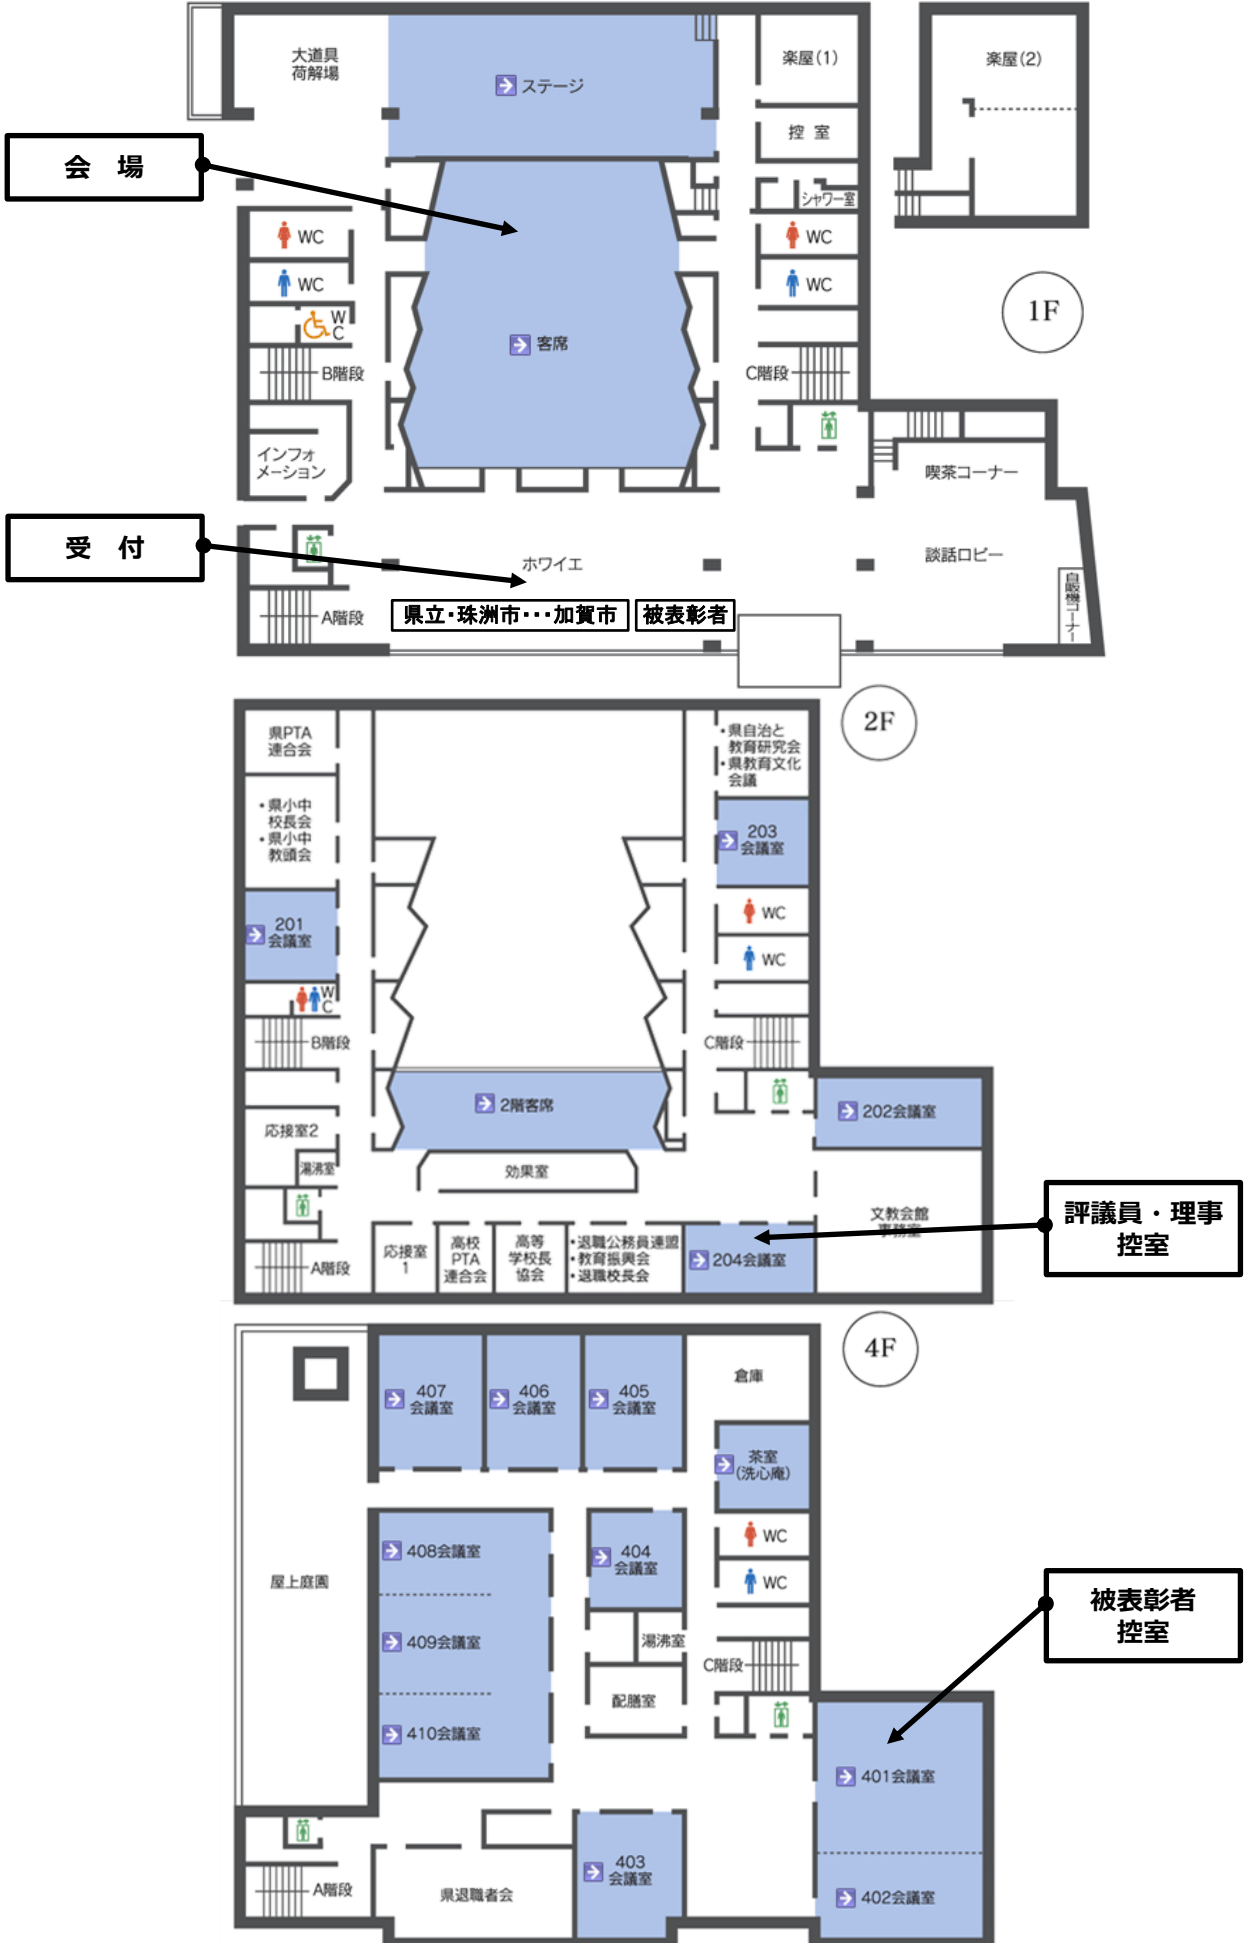 大道具
荷解場
ステージ
楽屋(1)
楽屋(2)
控 室
会 場
シャワー室
WC
WC
WC
WC
W
C
1F
客席
B階段
C階段
インフォ
メーション
喫茶コーナー
受 付
ホワイエ
談話ロビー
自販機コーナー
A階段
県立・珠洲市・・・加賀市
被表彰者
2F
県PTA
連合会
・県自治と
教育研究会
・県教育文化
会議
・県小中
校長会
・県小中
教頭会
203
会議室
201
会議室
WC
WC
W
C
B階段
C階段
2階客席
202会議室
応接室2
湯沸室
効果室
評議員・理事
控室
文教会館
事務室
応接室
1
高校
PTA
連合会
高等
学校長
協会
・退職公務員連盟
・教育振興会
・退職校長会
204会議室
A階段
4F
407
会議室
406
会議室
405
会議室
倉庫
茶室
(洗心庵)
WC
WC
408会議室
404
会議室
屋上庭園
被表彰者
控室
409会議室
湯沸室
C階段
配膳室
410会議室
401会議室
403
会議室
A階段
県退職者会
402会議室